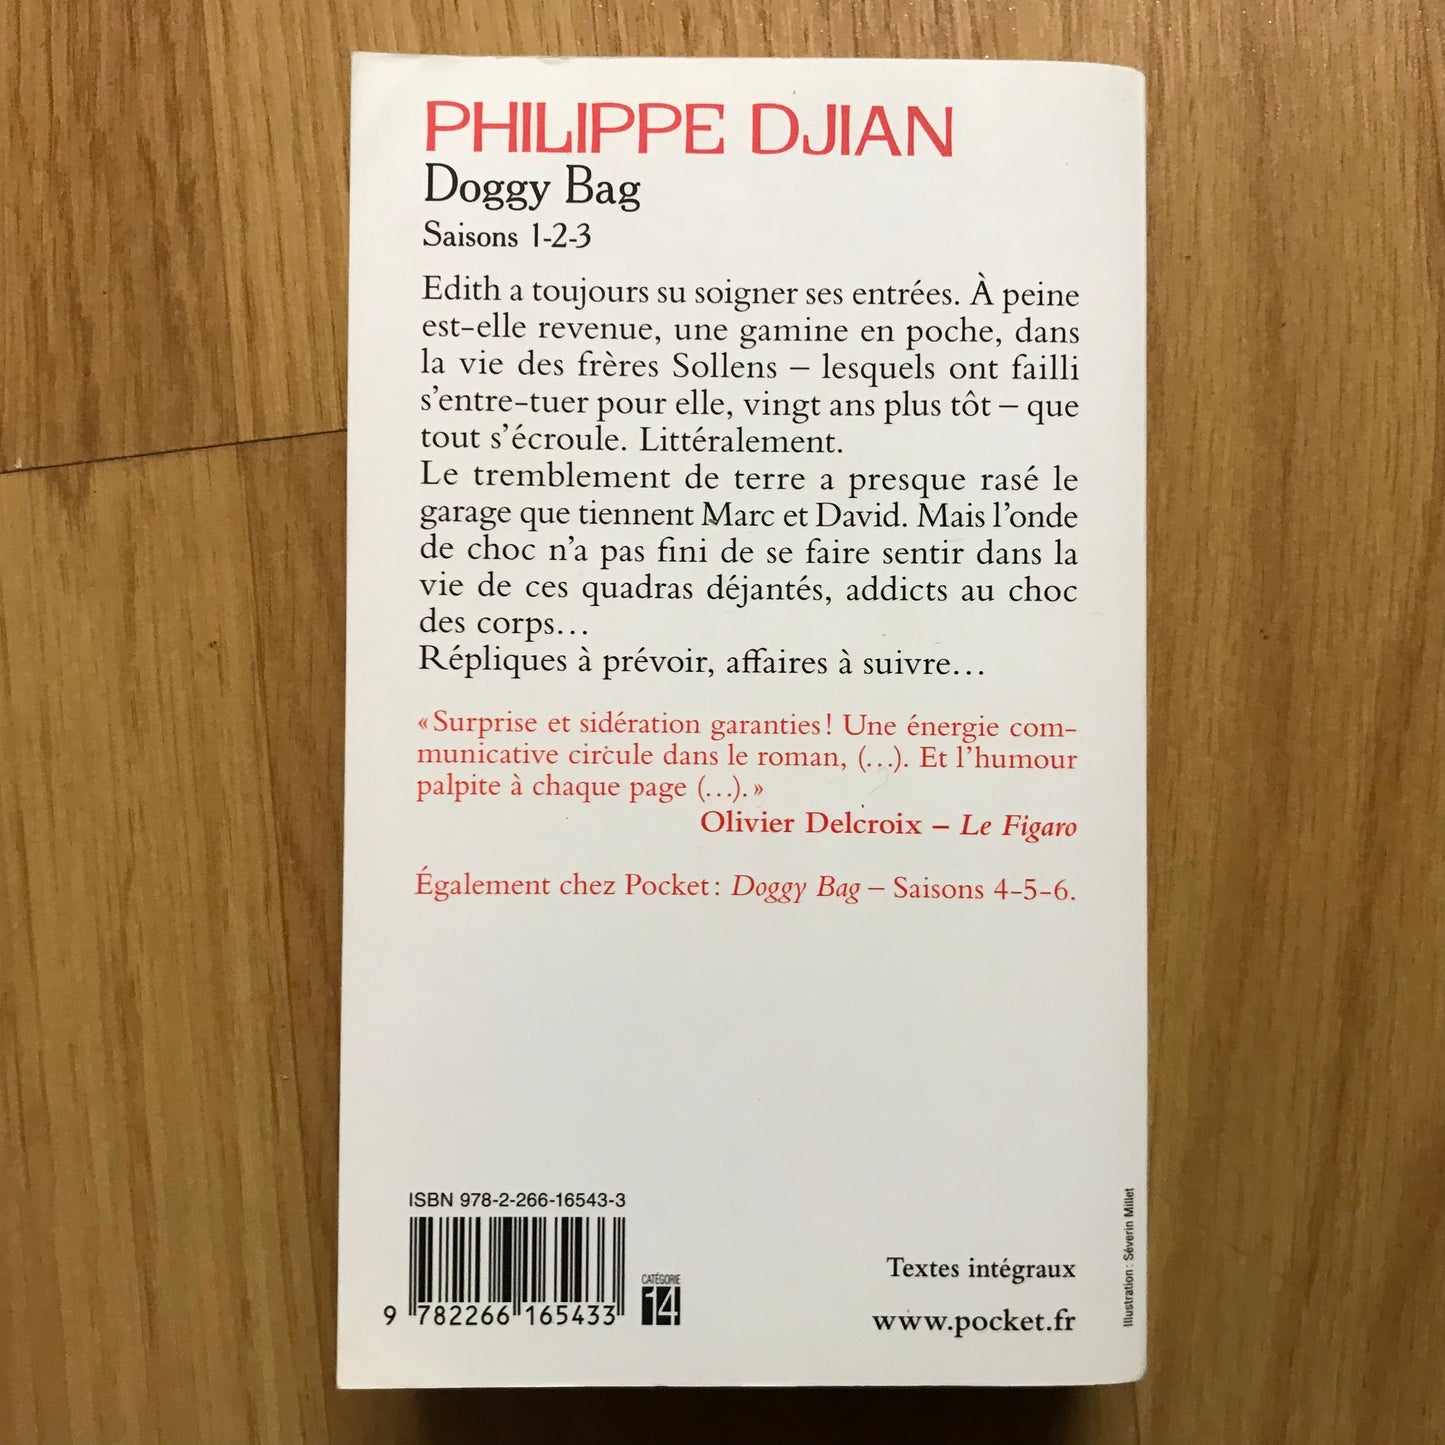 PHILIPPE DJIAN
Doggy Bag
Saisons 1-2-3
Edith a toujours su soigner ses entrées. À peine
est-elle revenue, une gamine en poche, dans
la vie des frères Sollens – lesquels ont failli
s'entre-tuer pour elle, vingt ans plus tôt – que
tout s'écroule. Littéralement.
Le tremblement de terre a presque rasé le
garage que tiennent Marc et David. Mais l'onde
de choc n'a pas fini de se faire sentir dans la
vie de ces quadras déjantés, addicts au choc
des corps…
Répliques à prévoir, affaires à suivre…
« Surprise et sidération garanties ! Une énergie com-
municative circule dans le roman, (…). Et l'humour
palpite à chaque page (…). »
Olivier Delcroix – Le Figaro
Également chez Pocket : Doggy Bag – Saisons 4-5-6.
ISBN 978-2-266-16543-3
9 782266 165433
CATÉGORIE
14
Textes intégraux
www.pocket.fr
Illustration : Séverin Millet